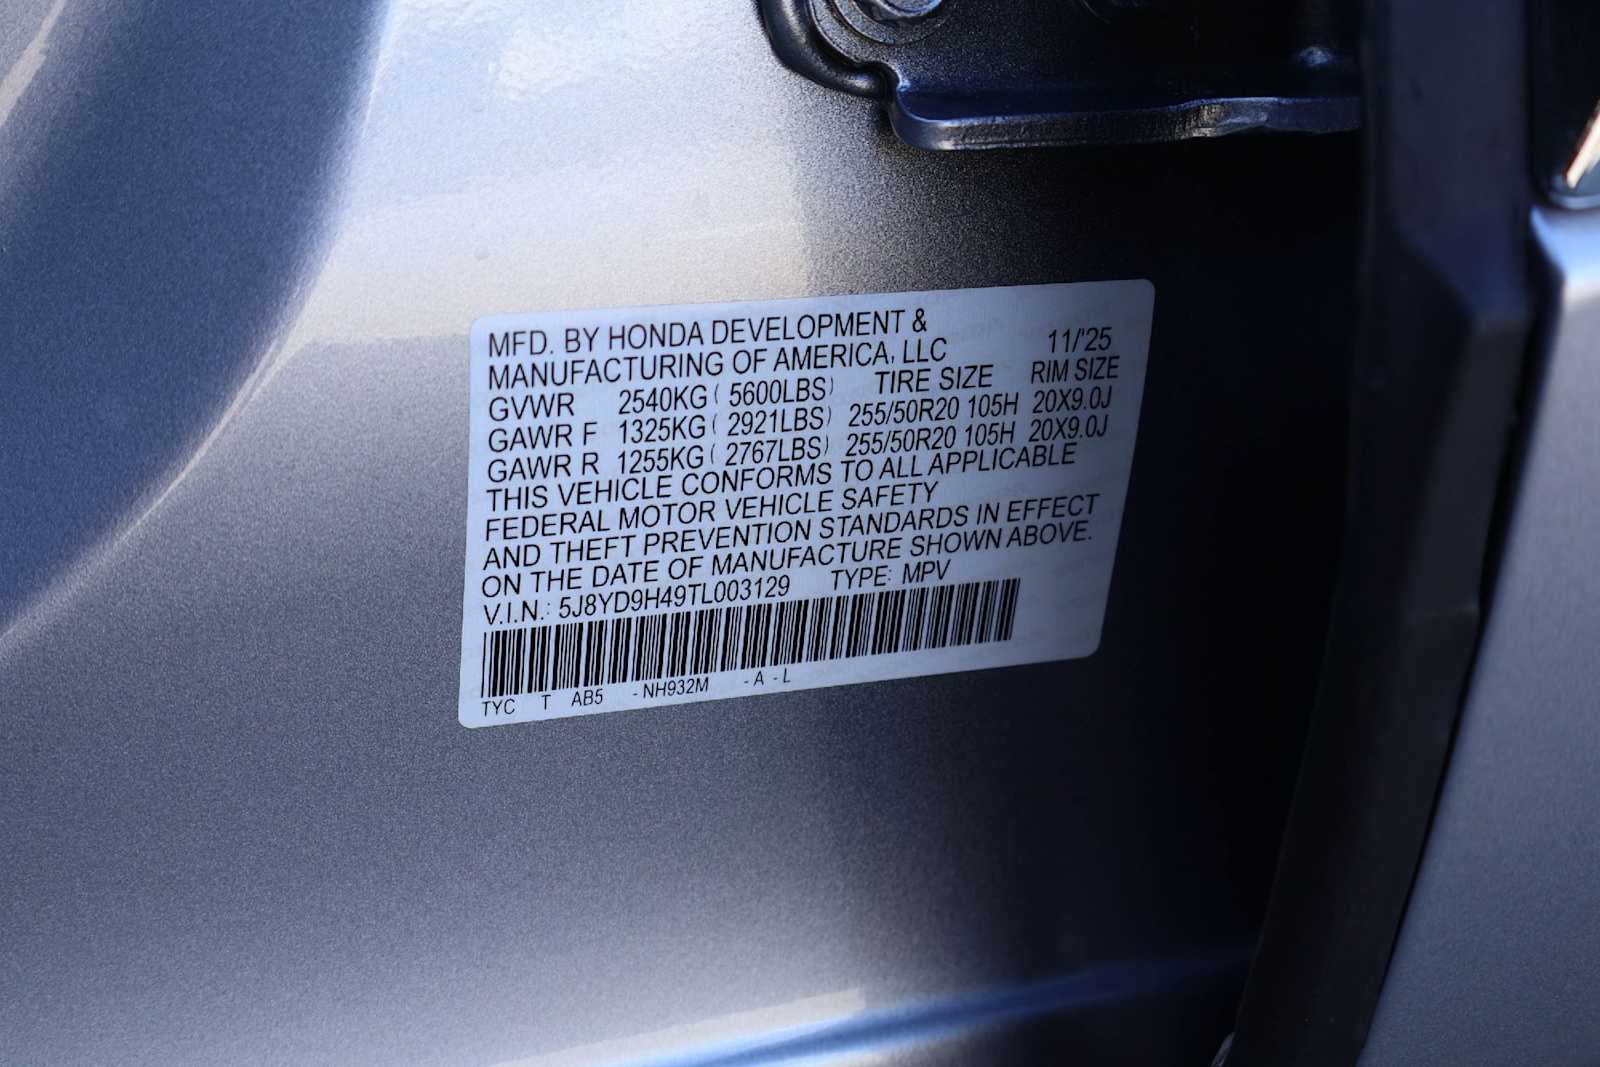 MFD. BY HONDA DEVELOPMENT &
MANUFACTURING OF AMERICA, LLC 11/'25
GVWR 2540KG ( 5600LBS) TIRE SIZE RIM SIZE
GAWR F 1325KG ( 2921LBS) 255/50R20 105H 20X9.0J
GAWR R 1255KG ( 2767LBS) 255/50R20 105H 20X9.0J
THIS VEHICLE CONFORMS TO ALL APPLICABLE
FEDERAL MOTOR VEHICLE SAFETY
AND THEFT PREVENTION STANDARDS IN EFFECT
ON THE DATE OF MANUFACTURE SHOWN ABOVE.
V.I.N.: 5J8YD9H49TL003129 TYPE: MPV
TYC T AB5 -NH932M -A -L